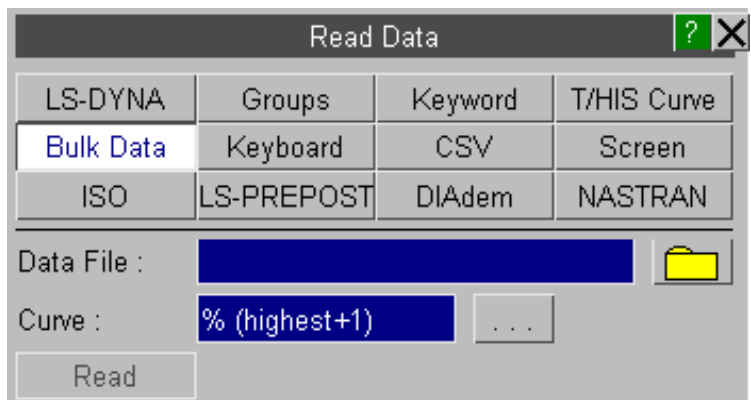 Read Data ? X
LS-DYNA Groups Keyword T/HIS Curve
Bulk Data Keyboard CSV Screen
ISO LS-PREPOST DIAdem NASTRAN
Data File :
Curve : % (highest+1) . . .
Read